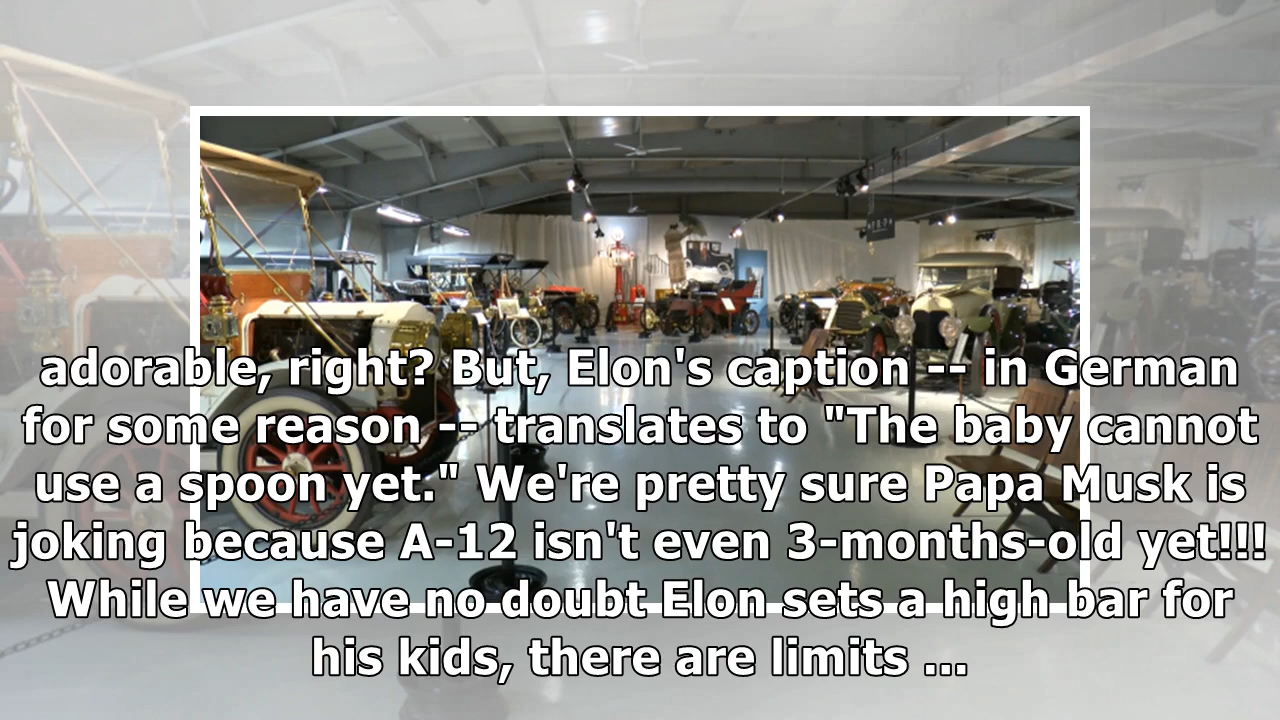 adorable, right? But, Elon's caption -- in German
for some reason -- translates to "The baby cannot
use a spoon yet." We're pretty sure Papa Musk is
joking because A-12 isn't even 3-months-old yet!!!
While we have no doubt Elon sets a high bar for
his kids, there are limits ...